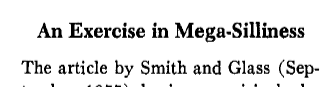 An Exercise in Mega-Silliness
The article by Smith and Glass (Sep-